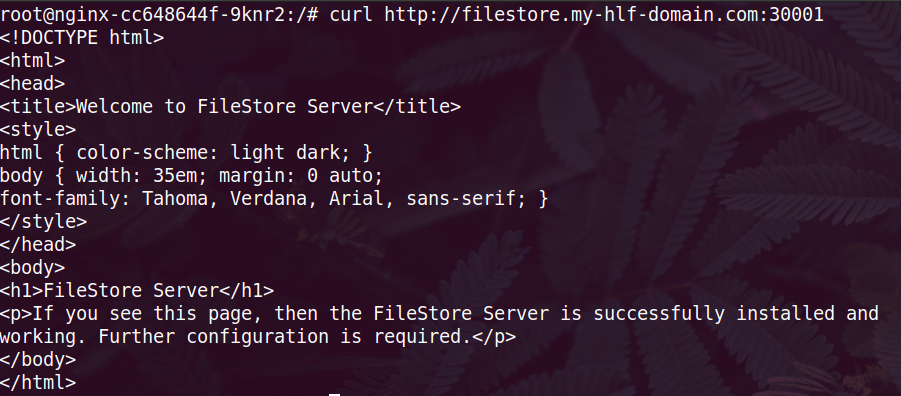 root@nginx-cc648644f-9knr2:/# curl http://filestore.my-hlf-domain.com:30001
<!DOCTYPE html>
<html>
<head>
<title>Welcome to FileStore Server</title>
<style>
html { color-scheme: light dark; }
body { width: 35em; margin: 0 auto;
font-family: Tahoma, Verdana, Arial, sans-serif; }
</style>
</head>
<body>
<h1>FileStore Server</h1>
<p>If you see this page, then the FileStore Server is successfully installed and
working. Further configuration is required.</p>
</body>
</html>